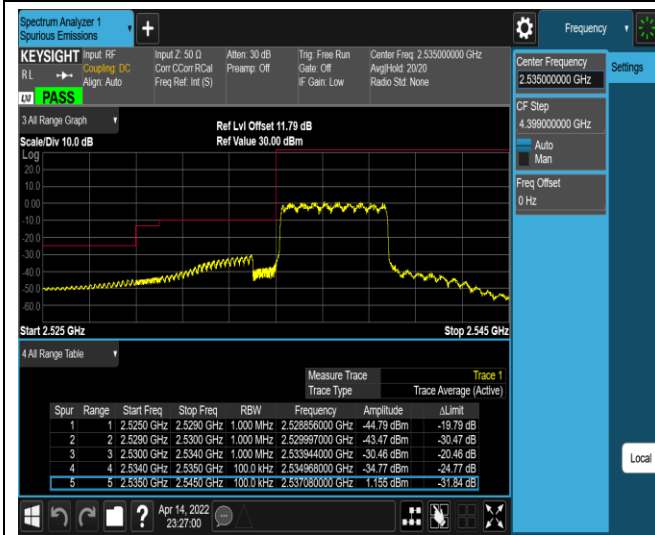 Spectrum Analyzer 1
Spurious Emissions
Frequency
KEYSIGHT Input: RF Input Z: 50 Ω Atten: 30 dB Trig: Free Run Center Freq: 2.535000000 GHz
RL Coupling: DC Corr CCorr RCal Preamp: Off Gate: Off Avg|Hold: 20/20
Align: Auto Freq Ref: Int (S) IF Gain: Low Radio Std: None
LXI PASS
Center Frequency
2.535000000 GHz
Settings
CF Step
4.399000000 GHz
Auto
Man
Freq Offset
0 Hz
3 All Range Graph
Ref Lvl Offset 11.79 dB
Scale/Div 10.0 dB Ref Value 30.00 dBm
Log
20.0
10.0
0.00
-10.0
-20.0
-30.0
-40.0
-50.0
-60.0
Start 2.525 GHz Stop 2.545 GHz
4 All Range Table
Measure Trace Trace 1
Trace Type Trace Average (Active)
Spur Range Start Freq Stop Freq RBW Frequency Amplitude ΔLimit
1 1 2.5250 GHz 2.5290 GHz 1.000 MHz 2.528856000 GHz -44.79 dBm -19.79 dB
2 2 2.5290 GHz 2.5300 GHz 1.000 MHz 2.529997000 GHz -43.47 dBm -30.47 dB
3 3 2.5300 GHz 2.5340 GHz 1.000 MHz 2.533944000 GHz -30.46 dBm -20.46 dB
4 4 2.5340 GHz 2.5350 GHz 100.0 kHz 2.534968000 GHz -34.77 dBm -24.77 dB
5 5 2.5350 GHz 2.5450 GHz 100.0 kHz 2.537080000 GHz 1.155 dBm -31.84 dB
Local
Apr 14, 2022
23:27:00